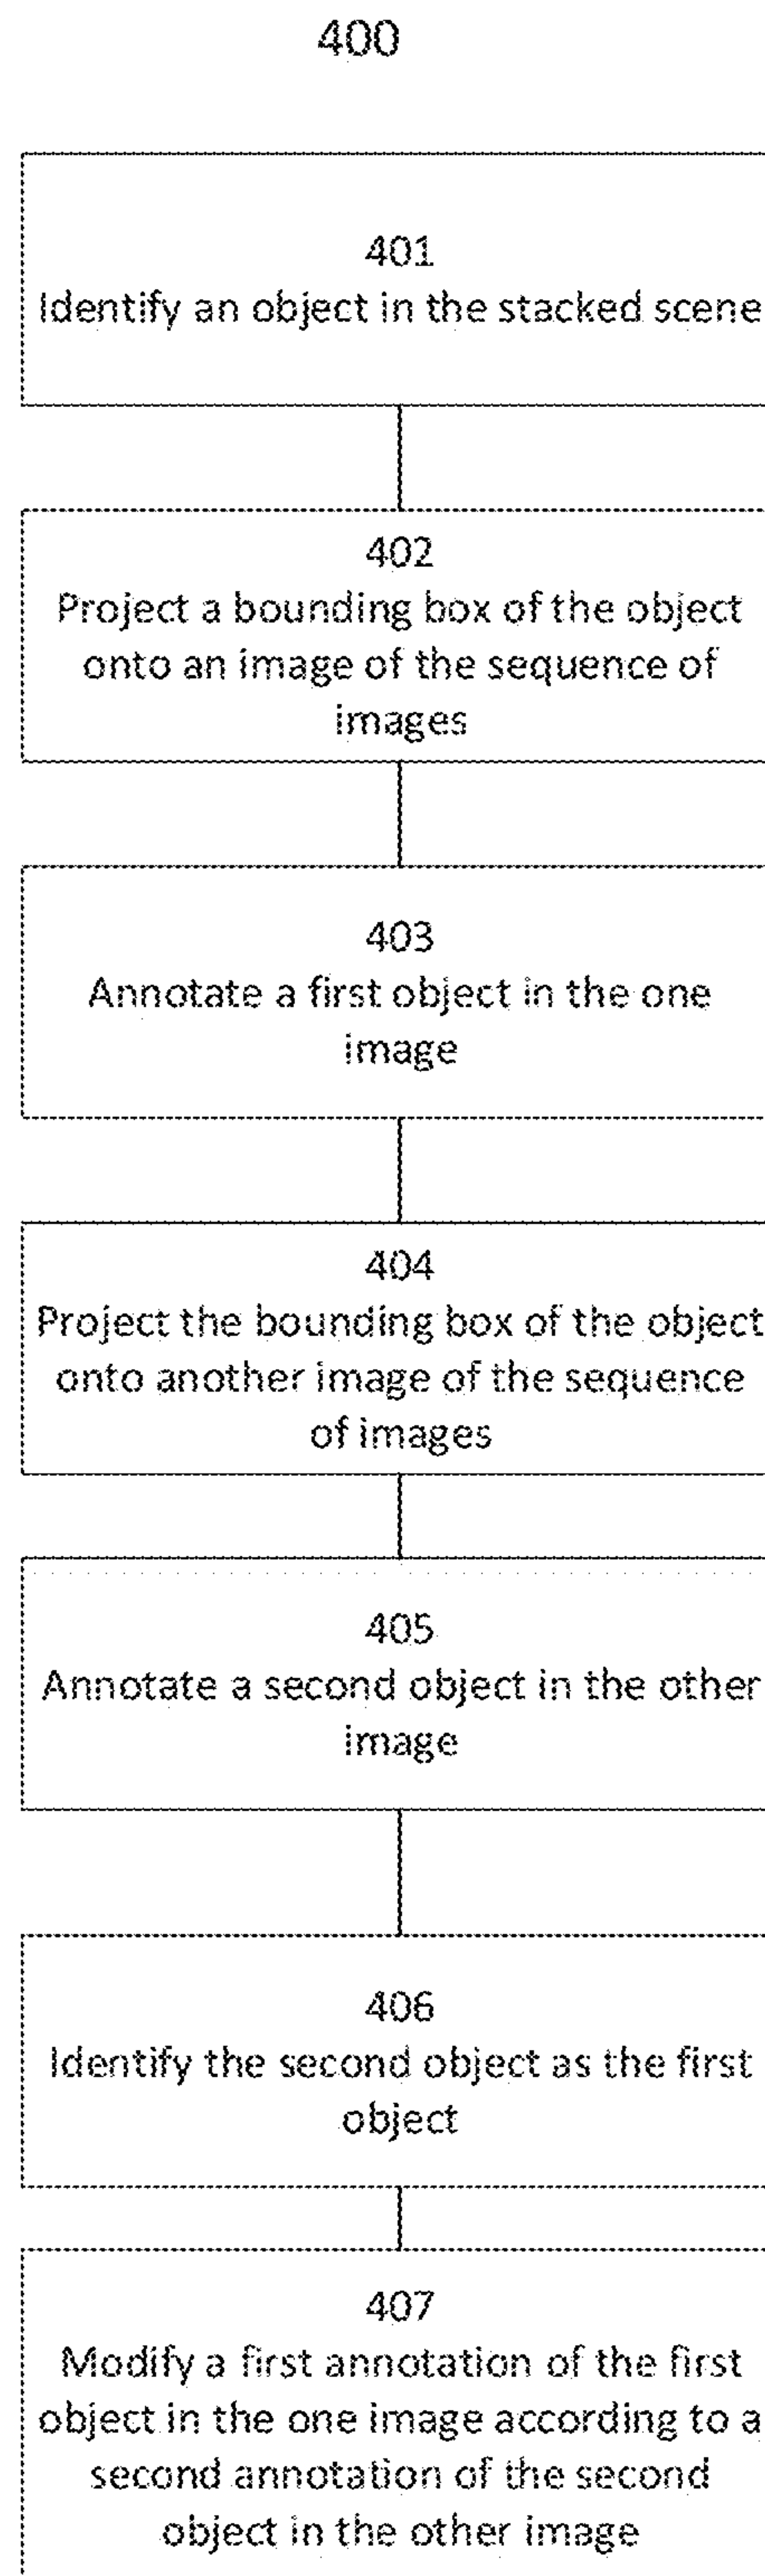 400
401
Identify an object in the stacked scene
402
Project a bounding box of the object
onto an image of the sequence of
images
403
Annotate a first object in the one
image
404
Project the bounding box of the object
onto another image of the sequence
of images
405
Annotate a second object in the other
image
406
Identify the second object as the first
object
407
Modify a first annotation of the first
object in the one image according to a
second annotation of the second
object in the other image